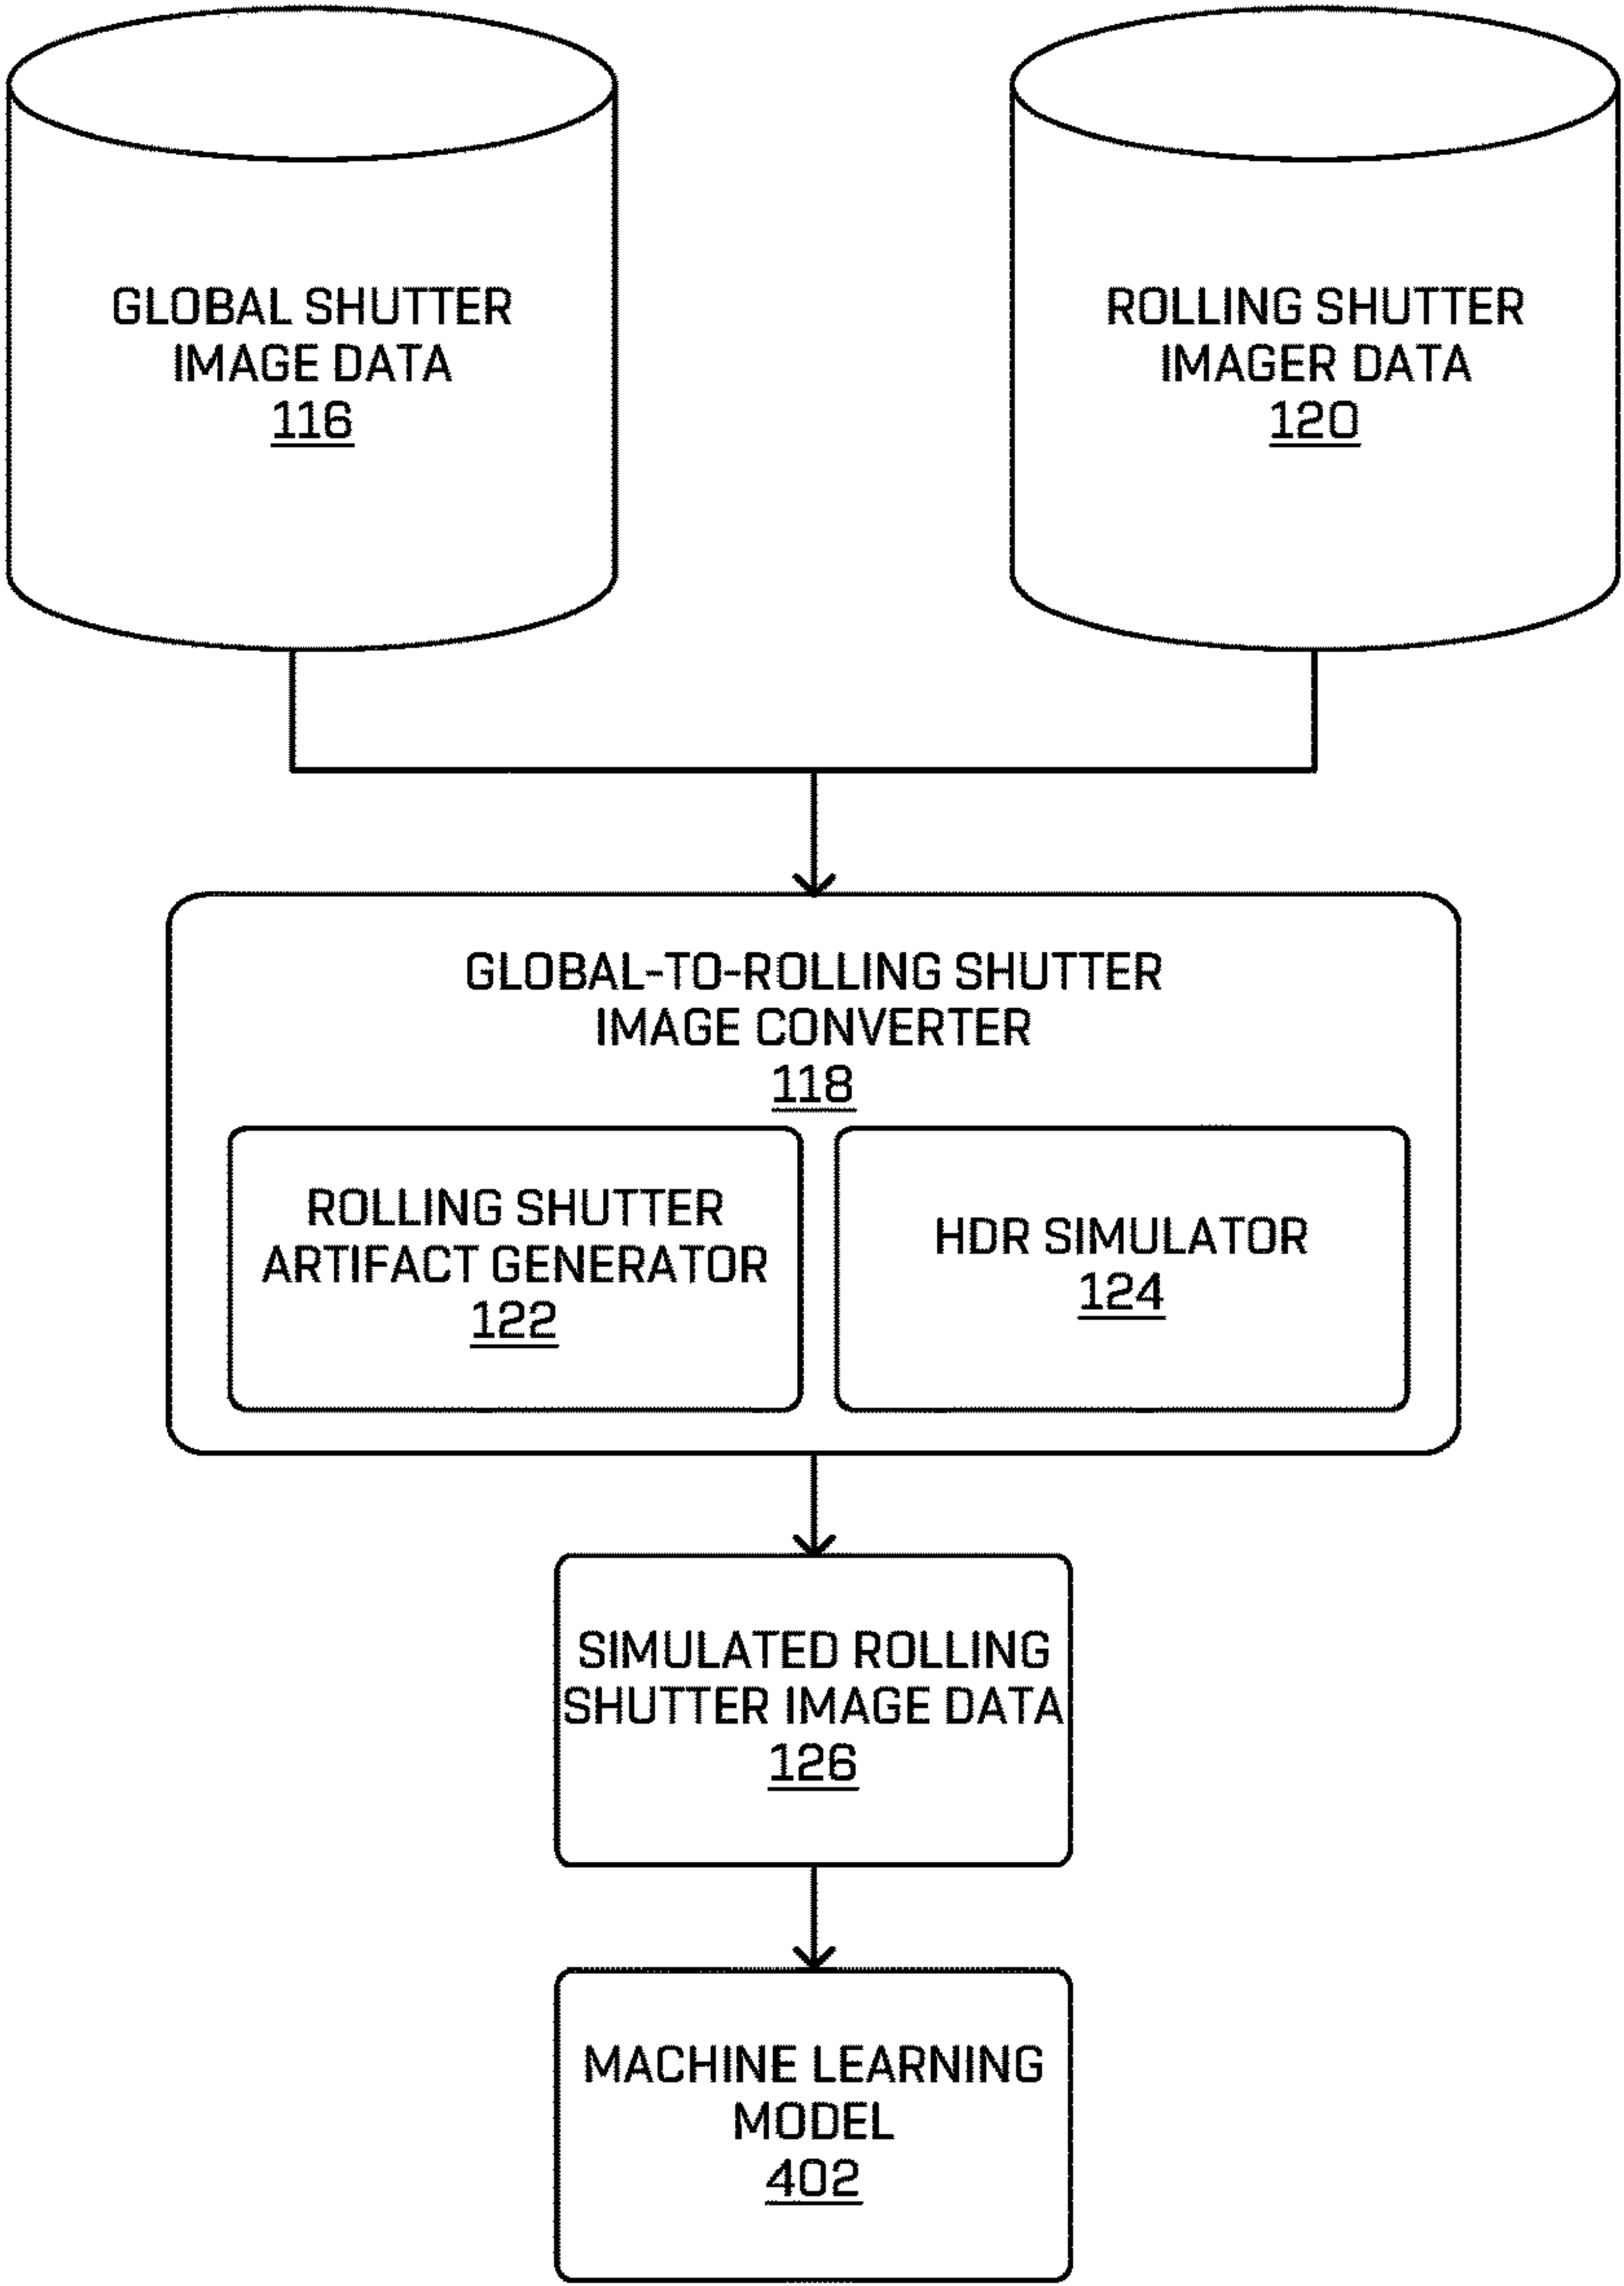 GLOBAL SHUTTER
IMAGE DATA
116
ROLLING SHUTTER
IMAGER DATA
120
GLOBAL-TO-ROLLING SHUTTER
IMAGE CONVERTER
118
ROLLING SHUTTER
ARTIFACT GENERATOR
122
HDR SIMULATOR
124
SIMULATED ROLLING
SHUTTER IMAGE DATA
126
MACHINE LEARNING
MODEL
402